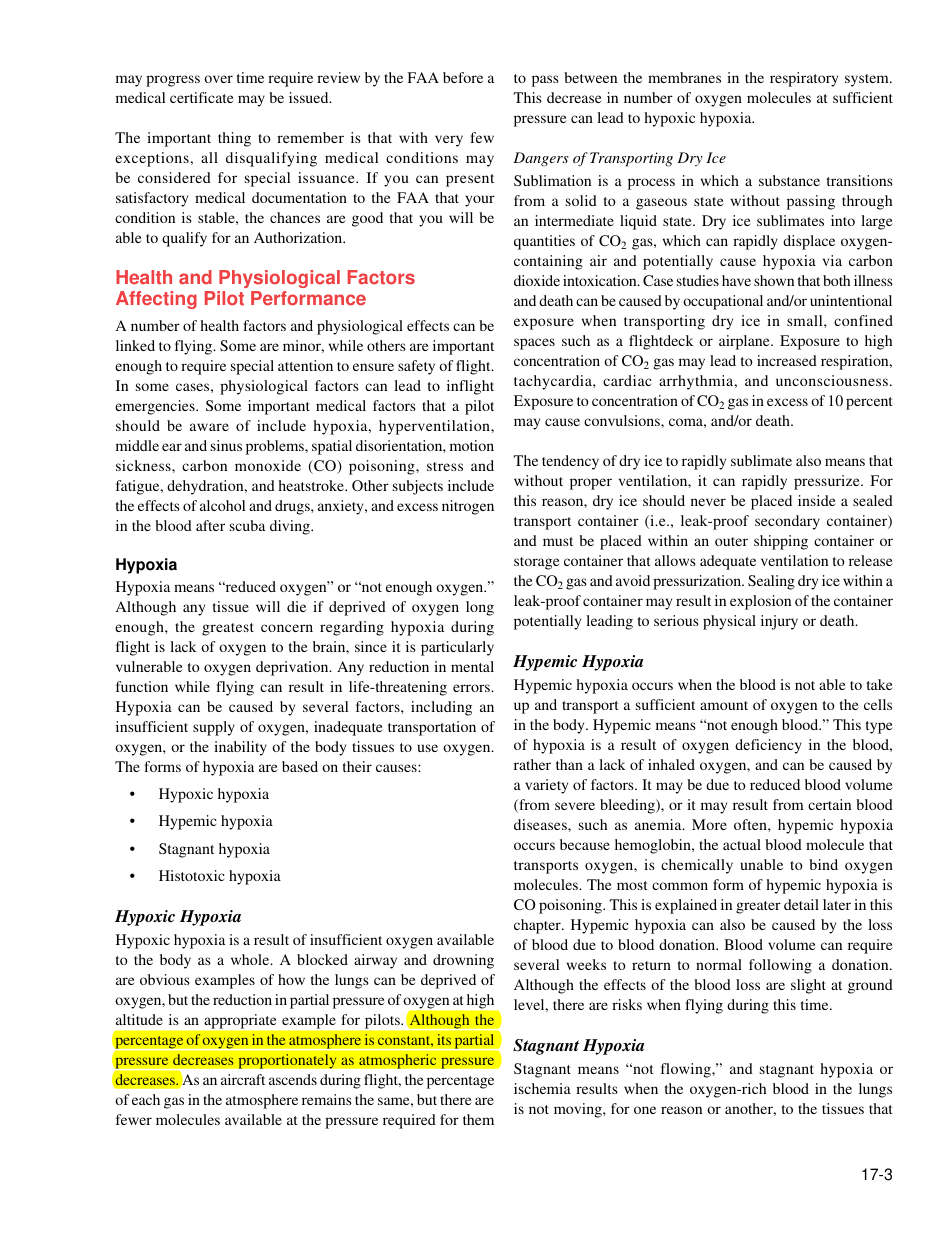 may progress over time require review by the FAA before a
medical certificate may be issued.
The important thing to remember is that with very few
exceptions, all disqualifying medical conditions may
be considered for special issuance. If you can present
satisfactory medical documentation to the FAA that your
condition is stable, the chances are good that you will be
able to qualify for an Authorization.
Health and Physiological Factors
Affecting Pilot Performance
A number of health factors and physiological effects can be
linked to flying. Some are minor, while others are important
enough to require special attention to ensure safety of flight.
In some cases, physiological factors can lead to inflight
emergencies. Some important medical factors that a pilot
should be aware of include hypoxia, hyperventilation,
middle ear and sinus problems, spatial disorientation, motion
sickness, carbon monoxide (CO) poisoning, stress and
fatigue, dehydration, and heatstroke. Other subjects include
the effects of alcohol and drugs, anxiety, and excess nitrogen
in the blood after scuba diving.
Hypoxia
Hypoxia means “reduced oxygen” or “not enough oxygen.”
Although any tissue will die if deprived of oxygen long
enough, the greatest concern regarding hypoxia during
flight is lack of oxygen to the brain, since it is particularly
vulnerable to oxygen deprivation. Any reduction in mental
function while flying can result in life-threatening errors.
Hypoxia can be caused by several factors, including an
insufficient supply of oxygen, inadequate transportation of
oxygen, or the inability of the body tissues to use oxygen.
The forms of hypoxia are based on their causes:
• Hypoxic hypoxia
• Hypemic hypoxia
• Stagnant hypoxia
• Histotoxic hypoxia
Hypoxic Hypoxia
Hypoxic hypoxia is a result of insufficient oxygen available
to the body as a whole. A blocked airway and drowning
are obvious examples of how the lungs can be deprived of
oxygen, but the reduction in partial pressure of oxygen at high
altitude is an appropriate example for pilots. Although the
percentage of oxygen in the atmosphere is constant, its partial
pressure decreases proportionately as atmospheric pressure
decreases. As an aircraft ascends during flight, the percentage
of each gas in the atmosphere remains the same, but there are
fewer molecules available at the pressure required for them
to pass between the membranes in the respiratory system.
This decrease in number of oxygen molecules at sufficient
pressure can lead to hypoxic hypoxia.
Dangers of Transporting Dry Ice
Sublimation is a process in which a substance transitions
from a solid to a gaseous state without passing through
an intermediate liquid state. Dry ice sublimates into large
quantities of CO₂ gas, which can rapidly displace oxygen-
containing air and potentially cause hypoxia via carbon
dioxide intoxication. Case studies have shown that both illness
and death can be caused by occupational and/or unintentional
exposure when transporting dry ice in small, confined
spaces such as a flightdeck or airplane. Exposure to high
concentration of CO₂ gas may lead to increased respiration,
tachycardia, cardiac arrhythmia, and unconsciousness.
Exposure to concentration of CO₂ gas in excess of 10 percent
may cause convulsions, coma, and/or death.
The tendency of dry ice to rapidly sublimate also means that
without proper ventilation, it can rapidly pressurize. For
this reason, dry ice should never be placed inside a sealed
transport container (i.e., leak-proof secondary container)
and must be placed within an outer shipping container or
storage container that allows adequate ventilation to release
the CO₂ gas and avoid pressurization. Sealing dry ice within a
leak-proof container may result in explosion of the container
potentially leading to serious physical injury or death.
Hypemic Hypoxia
Hypemic hypoxia occurs when the blood is not able to take
up and transport a sufficient amount of oxygen to the cells
in the body. Hypemic means “not enough blood.” This type
of hypoxia is a result of oxygen deficiency in the blood,
rather than a lack of inhaled oxygen, and can be caused by
a variety of factors. It may be due to reduced blood volume
(from severe bleeding), or it may result from certain blood
diseases, such as anemia. More often, hypemic hypoxia
occurs because hemoglobin, the actual blood molecule that
transports oxygen, is chemically unable to bind oxygen
molecules. The most common form of hypemic hypoxia is
CO poisoning. This is explained in greater detail later in this
chapter. Hypemic hypoxia can also be caused by the loss
of blood due to blood donation. Blood volume can require
several weeks to return to normal following a donation.
Although the effects of the blood loss are slight at ground
level, there are risks when flying during this time.
Stagnant Hypoxia
Stagnant means “not flowing,” and stagnant hypoxia or
ischemia results when the oxygen-rich blood in the lungs
is not moving, for one reason or another, to the tissues that
17-3